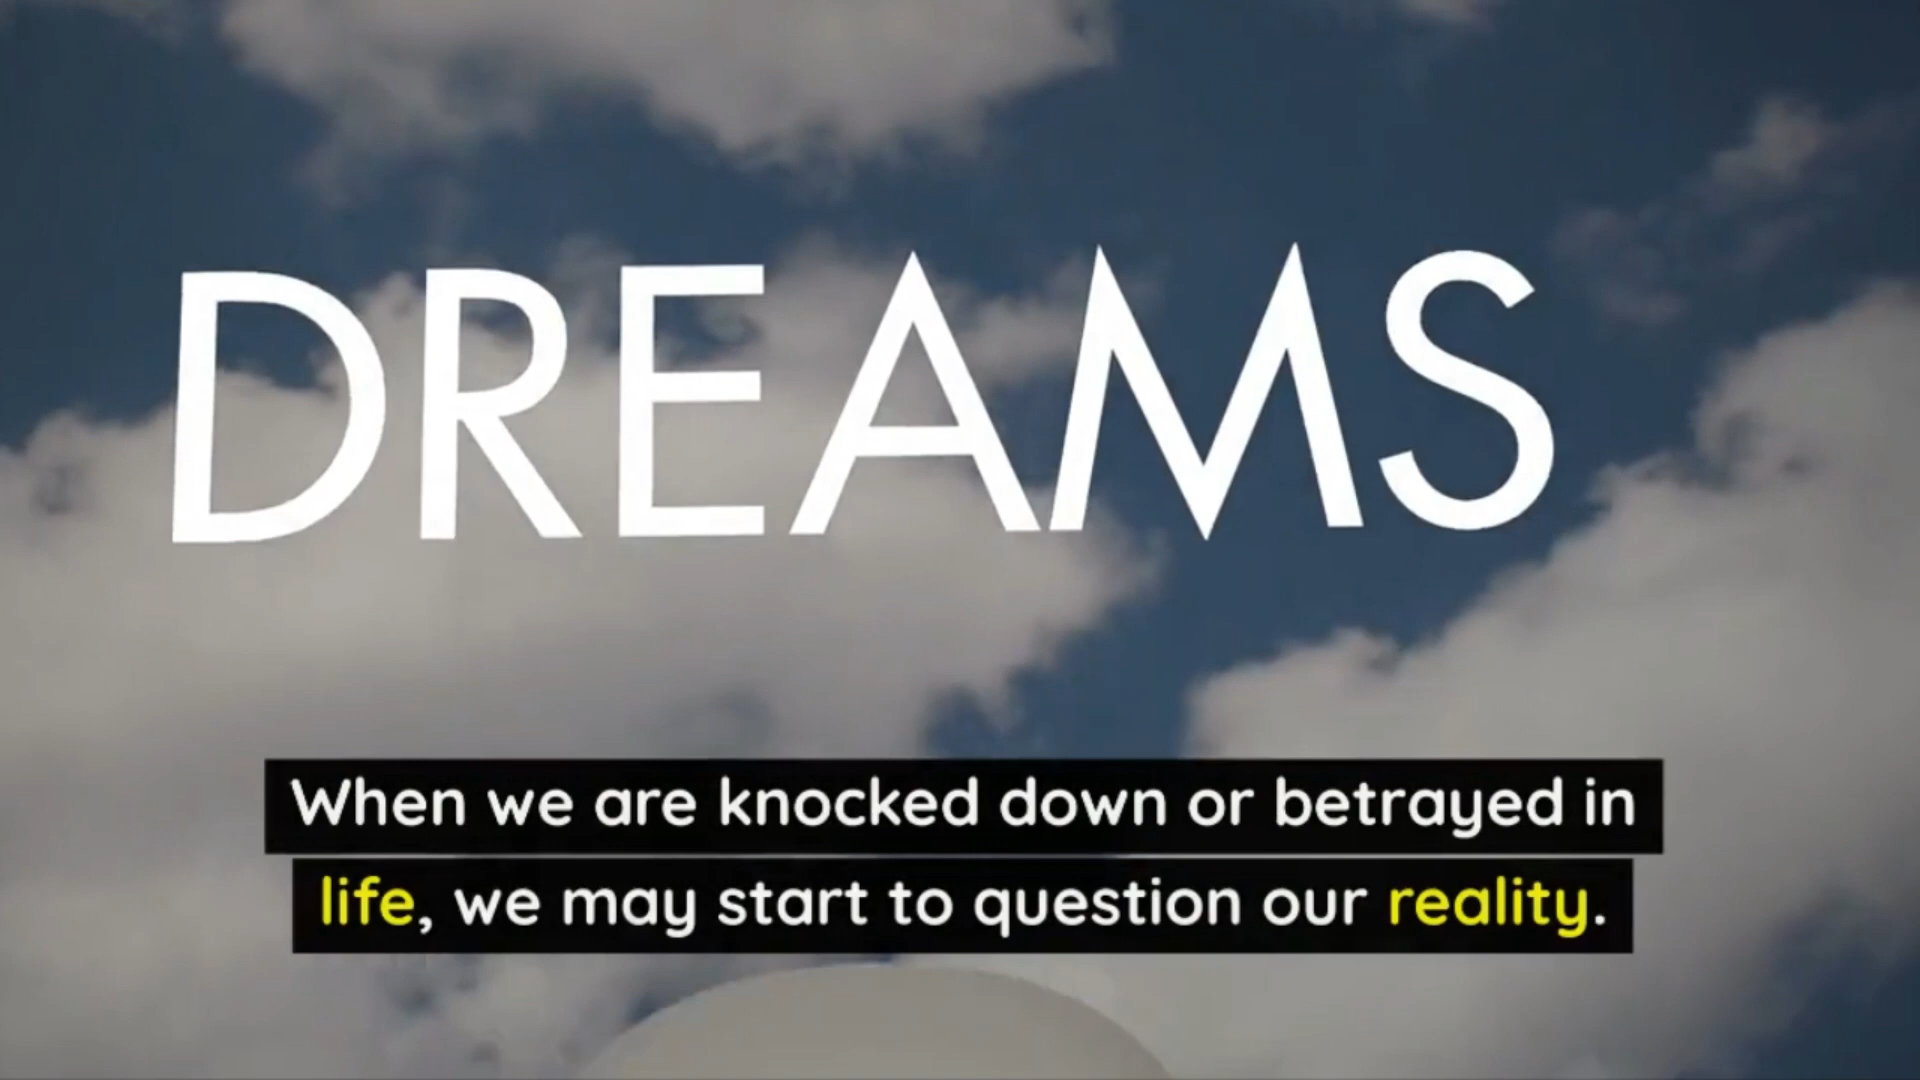 DREAMS
When we are knocked down or betrayed in
life, we may start to question our reality.